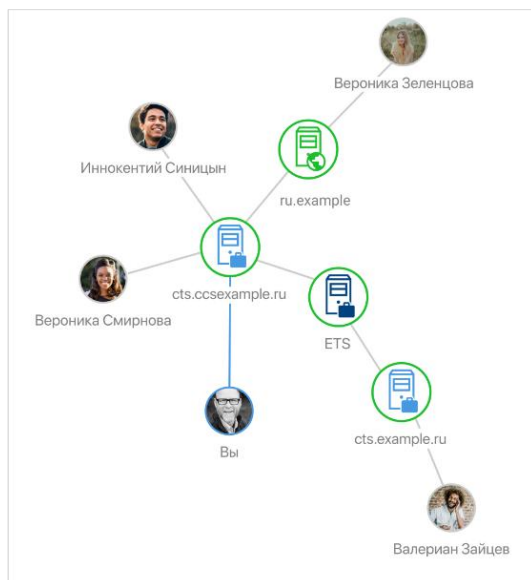 Вероника Зеленцова
Иннокентий Синицын
ru.example
cts.ccsexample.ru
Вероника Смирнова
ETS
Вы
cts.example.ru
Валериан Зайцев